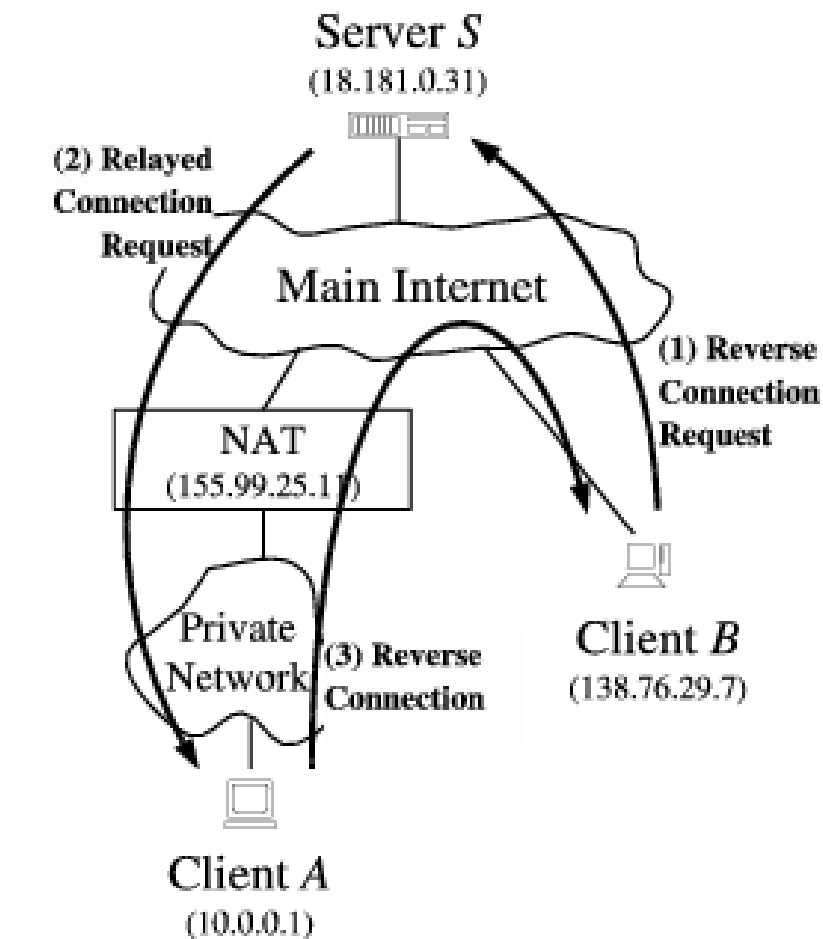 Server S
(18.181.0.31)
(2) Relayed
Connection
Request
Main Internet
(1) Reverse
Connection
Request
NAT
(155.99.25.11)
Private
Network
(3) Reverse
Connection
Client B
(138.76.29.7)
Client A
(10.0.0.1)